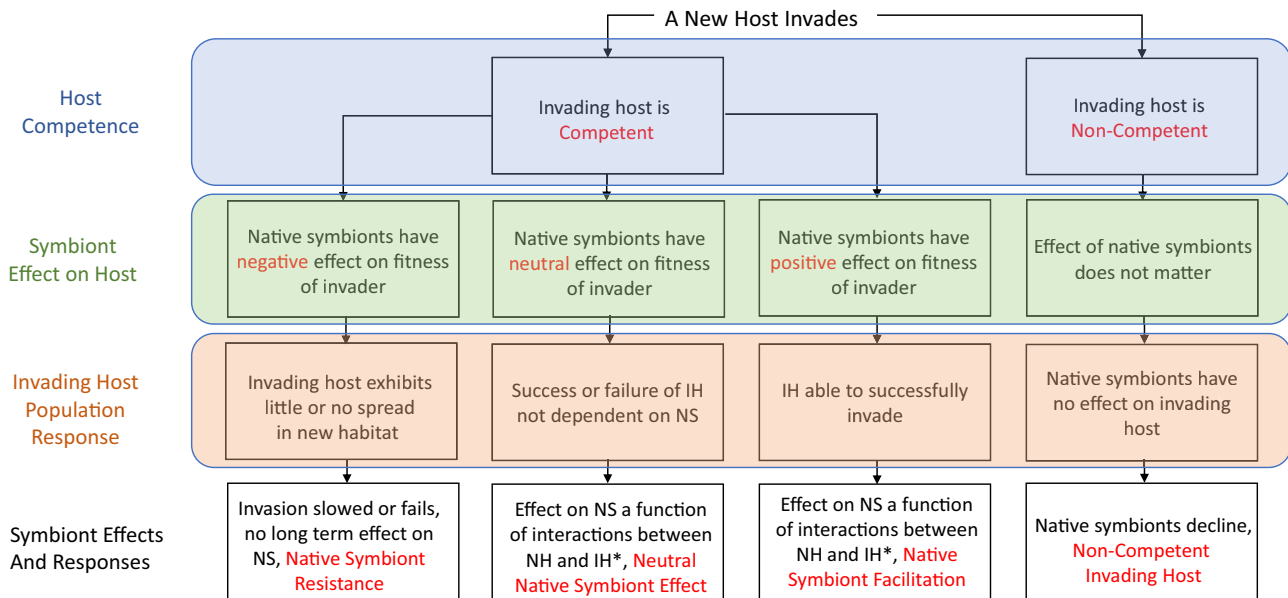 A New Host Invades
Host
Competence
Invading host is
Competent
Invading host is
Non-Competent
Symbiont
Effect on Host
Native symbionts have
negative effect on fitness
of invader
Native symbionts have
neutral effect on fitness
of invader
Native symbionts have
positive effect on fitness
of invader
Effect of native symbionts
does not matter
Invading Host
Population
Response
Invading host exhibits
little or no spread
in new habitat
Success or failure of IH
not dependent on NS
IH able to successfully
invade
Native symbionts have
no effect on invading
host
Symbiont Effects
And Responses
Invasion slowed or fails,
no long term effect on
NS, Native Symbiont
Resistance
Effect on NS a function
of interactions between
NH and IH*, Neutral
Native Symbiont Effect
Effect on NS a function
of interactions between
NH and IH*, Native
Symbiont Facilitation
Native symbionts decline,
Non-Competent
Invading Host